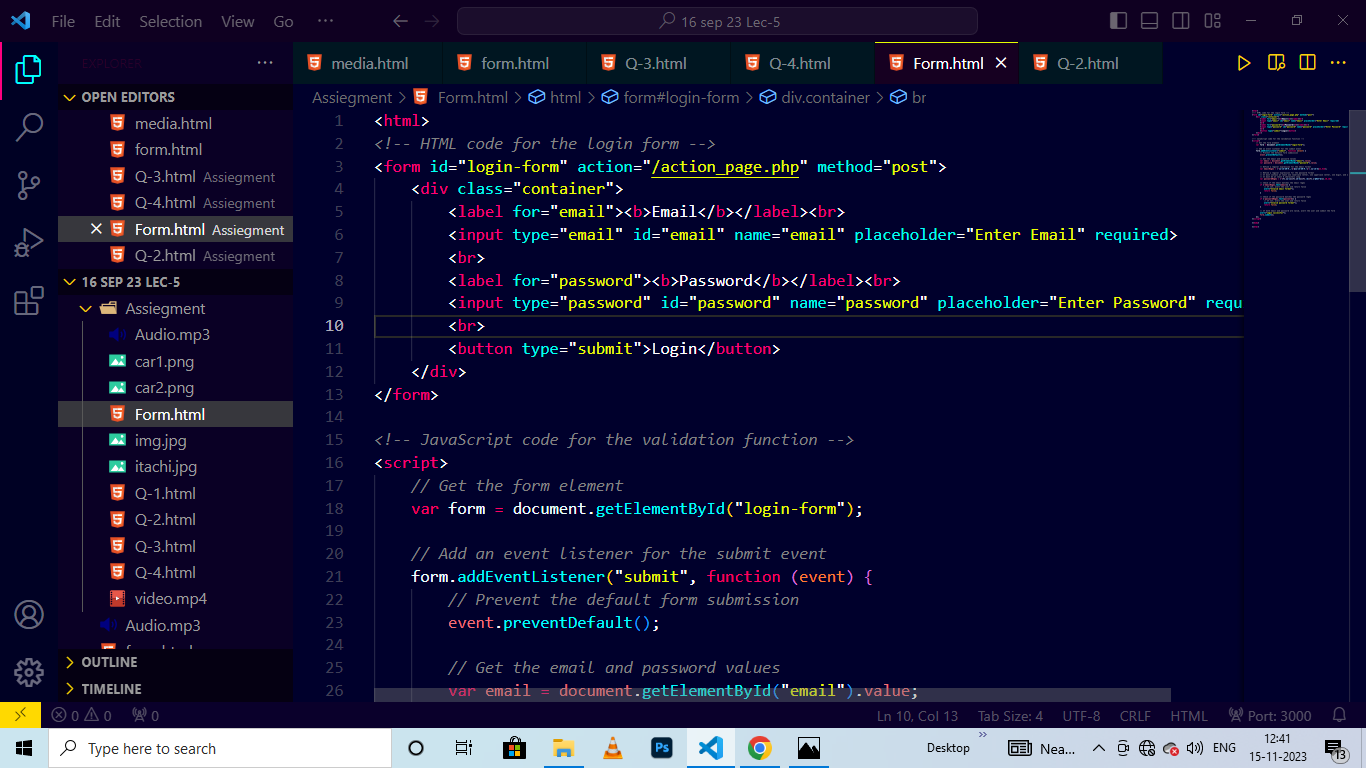 File Edit Selection View Go ··· 16 sep 23 Lec-5
EXPLORER
media.html form.html Q-3.html Q-4.html Form.html Q-2.html
OPEN EDITORS
media.html
form.html
Q-3.html Assiegment
Q-4.html Assiegment
Form.html Assiegment
Q-2.html Assiegment
16 SEP 23 LEC-5
Assiegment
Audio.mp3
car1.png
car2.png
Form.html
img.jpg
itachi.jpg
Q-1.html
Q-2.html
Q-3.html
Q-4.html
video.mp4
Audio.mp3
OUTLINE
TIMELINE
Assiegment > Form.html > html > form#login-form > div.container > br
1 <html>
2 <!-- HTML code for the login form -->
3 <form id="login-form" action="/action_page.php" method="post">
4 <div class="container">
5 <label for="email"><b>Email</b></label><br>
6 <input type="email" id="email" name="email" placeholder="Enter Email" required>
7 <br>
8 <label for="password"><b>Password</b></label><br>
9 <input type="password" id="password" name="password" placeholder="Enter Password" requ
10 <br>
11 <button type="submit">Login</button>
12 </div>
13 </form>
14
15 <!-- JavaScript code for the validation function -->
16 <script>
17 // Get the form element
18 var form = document.getElementById("login-form");
19
20 // Add an event listener for the submit event
21 form.addEventListener("submit", function (event) {
22 // Prevent the default form submission
23 event.preventDefault();
24
25 // Get the email and password values
26 var email = document.getElementById("email").value;
0 0 0 Ln 10, Col 13 Tab Size: 4 UTF-8 CRLF HTML Port: 3000
Type here to search Ps Desktop Nea... ENG 12:41
15-11-2023 13